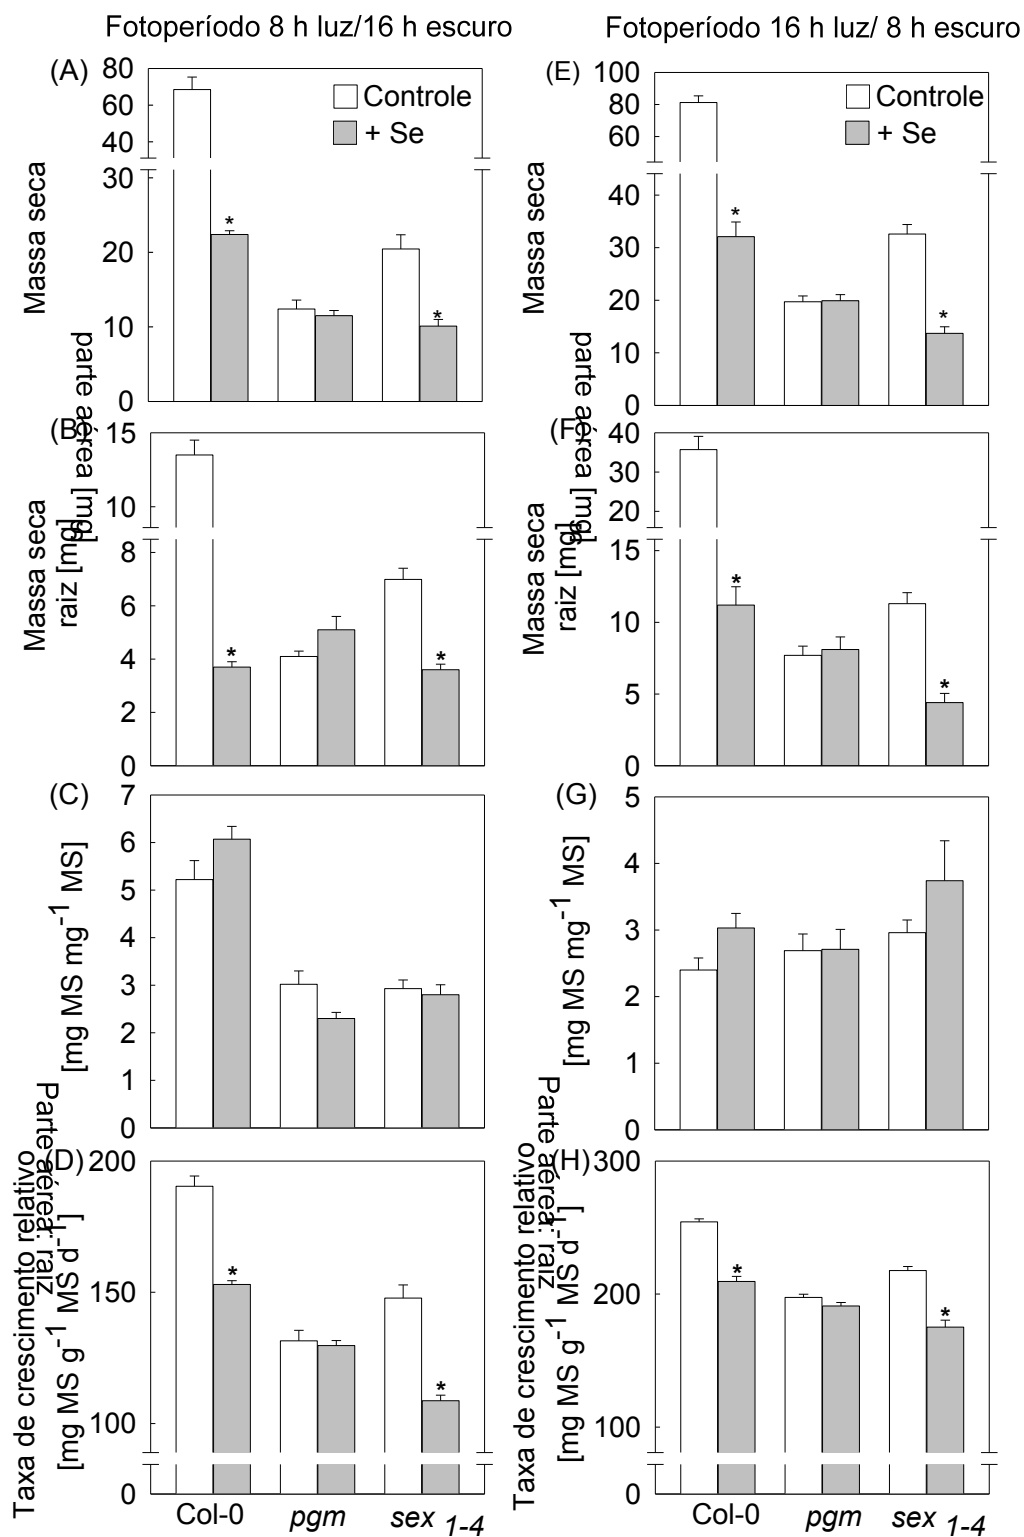 Fotoperíodo 8 h luz/16 h escuro
Fotoperíodo 16 h luz/ 8 h escuro
(A)
Massa seca
parte aérea [mg]
80
60
40
30
20
10
0
Controle
+ Se
*
*
(E)
Massa seca
parte aérea [mg]
100
80
60
40
30
20
10
0
Controle
+ Se
*
*
(B)
Massa seca
raiz [mg]
15
10
8
6
4
2
0
*
*
(F)
Massa seca
raiz [mg]
40
30
20
15
10
5
0
*
*
(C)
Parte aérea: raiz
[mg MS mg-1 MS]
7
6
5
4
3
2
1
0
(G)
Parte aérea: raiz
[mg MS mg-1 MS]
5
4
3
2
1
0
(D)
Taxa de crescimento relativo
[mg MS g-1 MS d-1]
200
150
100
0
*
*
Col-0 pgm sex 1-4
(H)
Taxa de crescimento relativo
[mg MS g-1 MS d-1]
300
200
100
0
*
*
Col-0 pgm sex 1-4